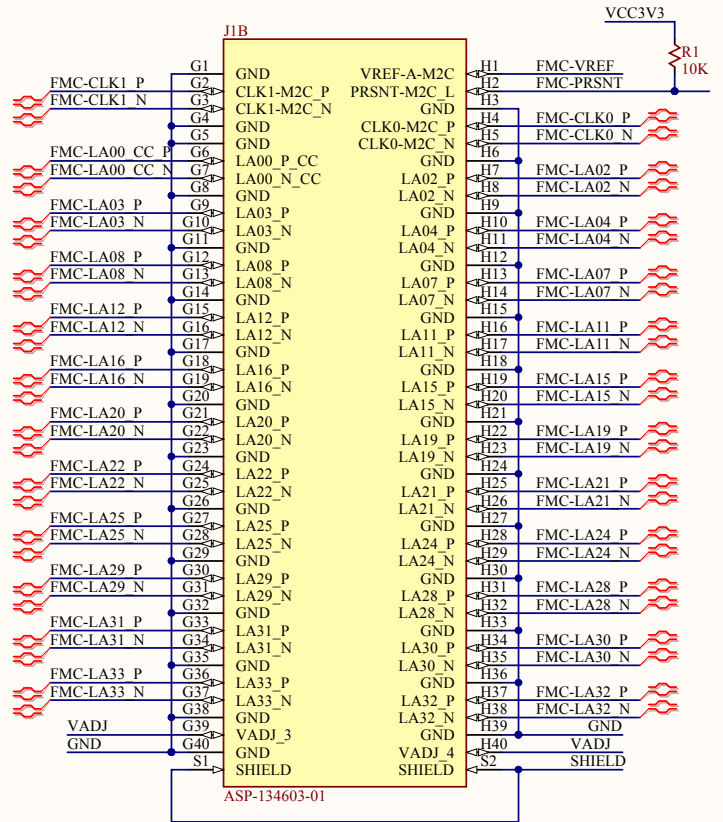 VCC3V3
J1B
R1
10K
G1 GND VREF-A-M2C H1 FMC-VREF
FMC-CLK1_P G2 CLK1-M2C_P PRSNT-M2C_L H2 FMC-PRSNT
FMC-CLK1_N G3 CLK1-M2C_N GND H3
G4 GND CLK0-M2C_P H4 FMC-CLK0_P
G5 GND CLK0-M2C_N H5 FMC-CLK0_N
FMC-LA00_CC_P G6 LA00_P_CC GND H6
FMC-LA00_CC_N G7 LA00_N_CC LA02_P H7 FMC-LA02_P
G8 GND LA02_N H8 FMC-LA02_N
FMC-LA03_P G9 LA03_P GND H9
FMC-LA03_N G10 LA03_N LA04_P H10 FMC-LA04_P
G11 GND LA04_N H11 FMC-LA04_N
FMC-LA08_P G12 LA08_P GND H12
FMC-LA08_N G13 LA08_N LA07_P H13 FMC-LA07_P
G14 GND LA07_N H14 FMC-LA07_N
FMC-LA12_P G15 LA12_P GND H15
FMC-LA12_N G16 LA12_N LA11_P H16 FMC-LA11_P
G17 GND LA11_N H17 FMC-LA11_N
FMC-LA16_P G18 LA16_P GND H18
FMC-LA16_N G19 LA16_N LA15_P H19 FMC-LA15_P
G20 GND LA15_N H20 FMC-LA15_N
FMC-LA20_P G21 LA20_P GND H21
FMC-LA20_N G22 LA20_N LA19_P H22 FMC-LA19_P
G23 GND LA19_N H23 FMC-LA19_N
FMC-LA22_P G24 LA22_P GND H24
FMC-LA22_N G25 LA22_N LA21_P H25 FMC-LA21_P
G26 GND LA21_N H26 FMC-LA21_N
FMC-LA25_P G27 LA25_P GND H27
FMC-LA25_N G28 LA25_N LA24_P H28 FMC-LA24_P
G29 GND LA24_N H29 FMC-LA24_N
FMC-LA29_P G30 LA29_P GND H30
FMC-LA29_N G31 LA29_N LA28_P H31 FMC-LA28_P
G32 GND LA28_N H32 FMC-LA28_N
FMC-LA31_P G33 LA31_P GND H33
FMC-LA31_N G34 LA31_N LA30_P H34 FMC-LA30_P
G35 GND LA30_N H35 FMC-LA30_N
FMC-LA33_P G36 LA33_P GND H36
FMC-LA33_N G37 LA33_N LA32_P H37 FMC-LA32_P
G38 GND LA32_N H38 FMC-LA32_N
VADJ G39 VADJ_3 GND H39 GND
GND G40 GND VADJ_4 H40 VADJ
S1 SHIELD SHIELD S2 SHIELD
ASP-134603-01